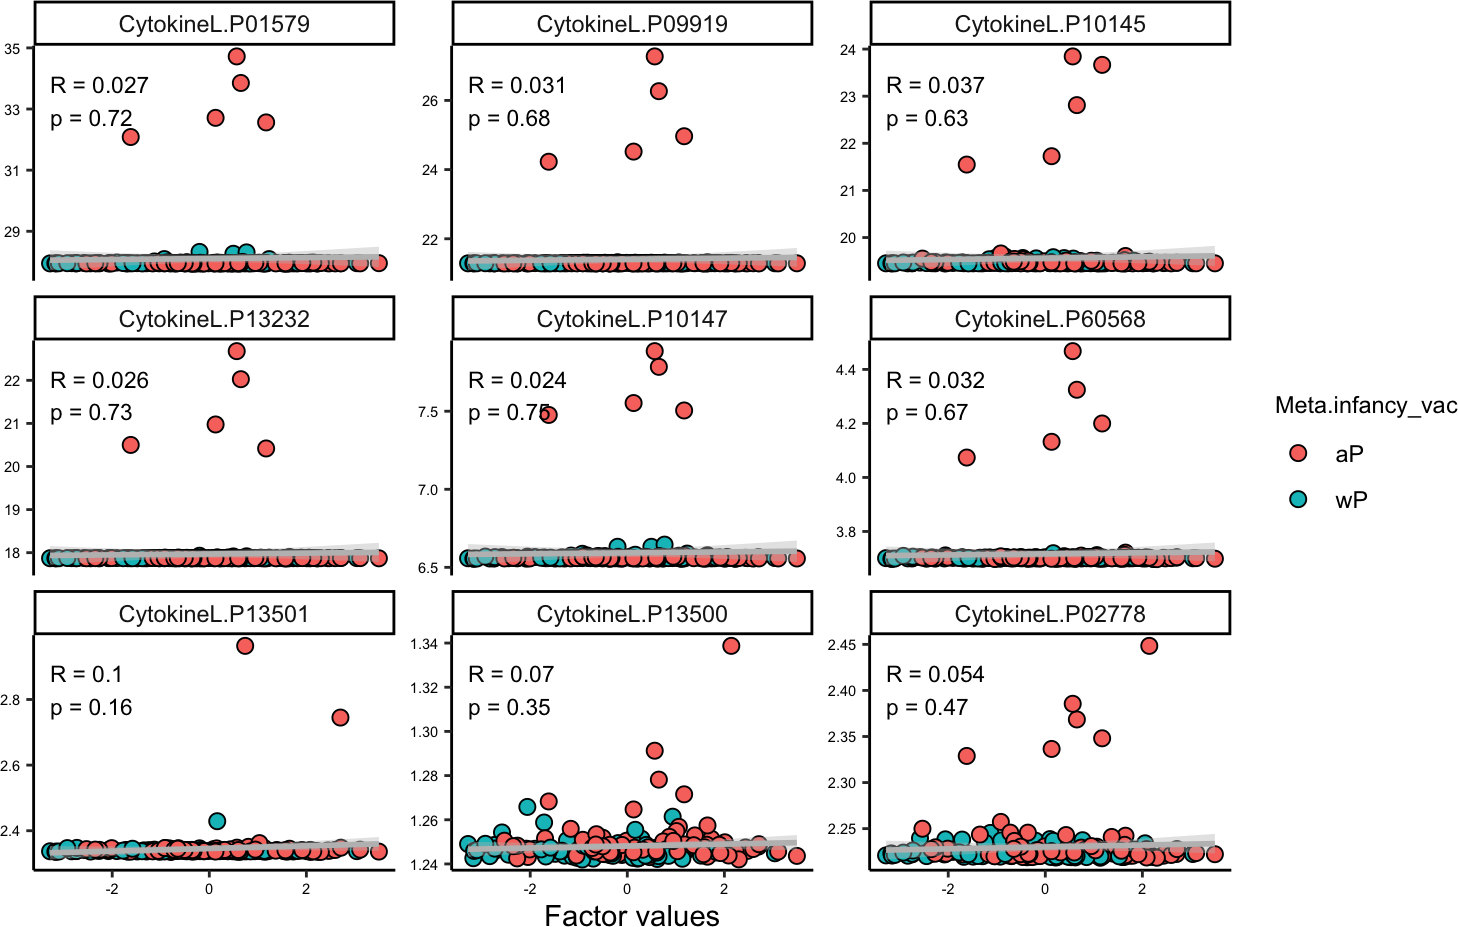 CytokineL.P01579
CytokineL.P09919
CytokineL.P10145
R = 0.027
p = 0.72
35
33
31
29
R = 0.031
p = 0.68
26
24
22
R = 0.037
p = 0.63
24
23
22
21
20
CytokineL.P13232
CytokineL.P10147
CytokineL.P60568
R = 0.026
p = 0.73
22
21
20
19
18
R = 0.024
p = 0.75
7.5
7.0
6.5
R = 0.032
p = 0.67
4.4
4.2
4.0
3.8
CytokineL.P13501
CytokineL.P13500
CytokineL.P02778
R = 0.1
p = 0.16
2.8
2.6
2.4
R = 0.07
p = 0.35
1.34
1.32
1.30
1.28
1.26
1.24
R = 0.054
p = 0.47
2.45
2.40
2.35
2.30
2.25
-2 0 2
-2 0 2
-2 0 2
Factor values
Meta.infancy_vac
aP
wP